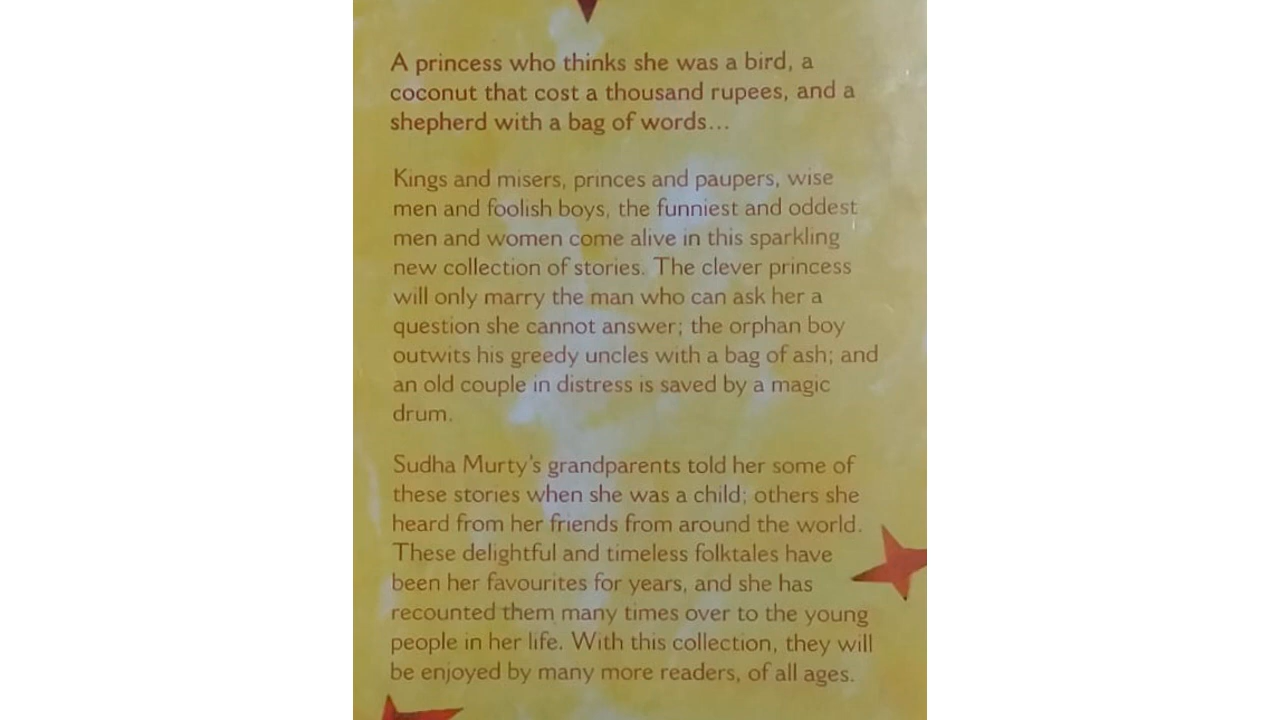 A princess who thinks she was a bird, a
coconut that cost a thousand rupees, and a
shepherd with a bag of words...
Kings and misers, princes and paupers, wise
men and foolish boys, the funniest and oddest
men and women come alive in this sparkling
new collection of stories. The clever princess
will only marry the man who can ask her a
question she cannot answer; the orphan boy
outwits his greedy uncles with a bag of ash; and
an old couple in distress is saved by a magic
drum.
Sudha Murty's grandparents told her some of
these stories when she was a child; others she
heard from her friends from around the world.
These delightful and timeless folktales have
been her favourites for years, and she has
recounted them many times over to the young
people in her life. With this collection, they will
be enjoyed by many more readers, of all ages.